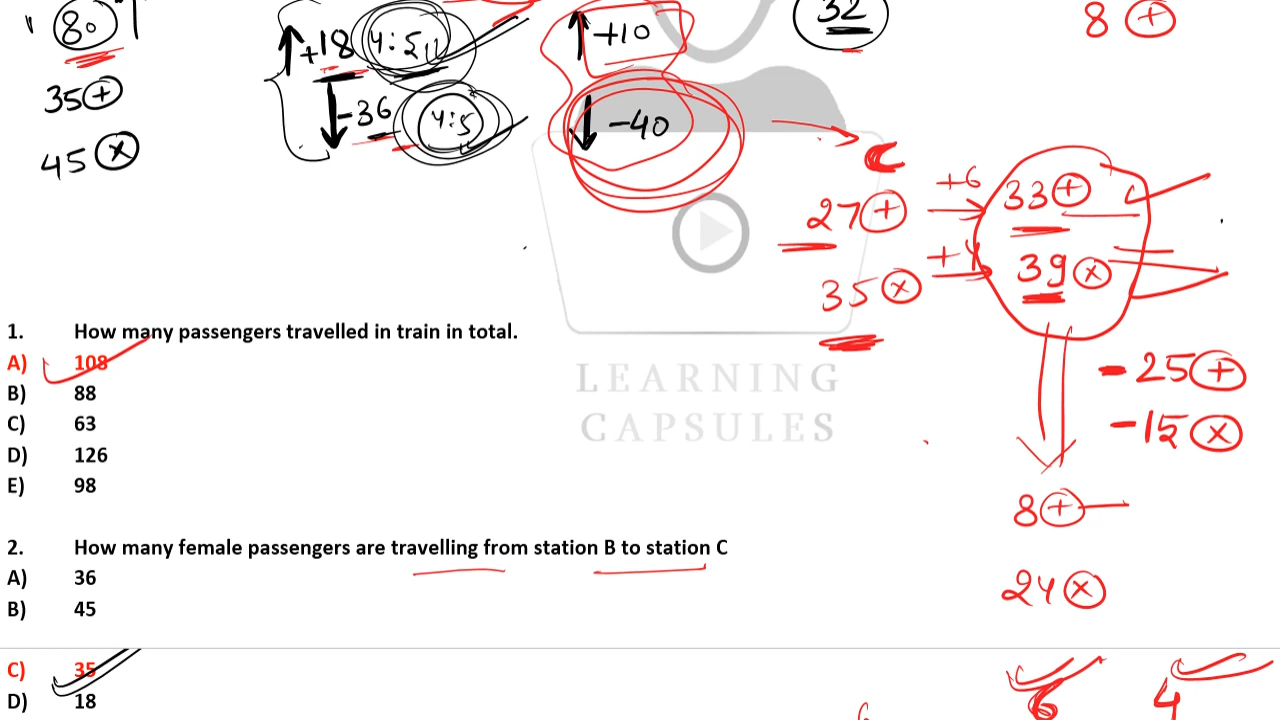 80
+18 4:5
+10
32
8 +
35 +
-36 4:5
-40
45 x
C
27 + +6 33 +
35 x +4 39 x
1. How many passengers travelled in train in total.
A) 108
B) 88
C) 63
D) 126
E) 98
LEARNING
CAPSULES
-25 +
-15 x
8 +
24 x
2. How many female passengers are travelling from station B to station C
A) 36
B) 45
C) 35
D) 18
6 4